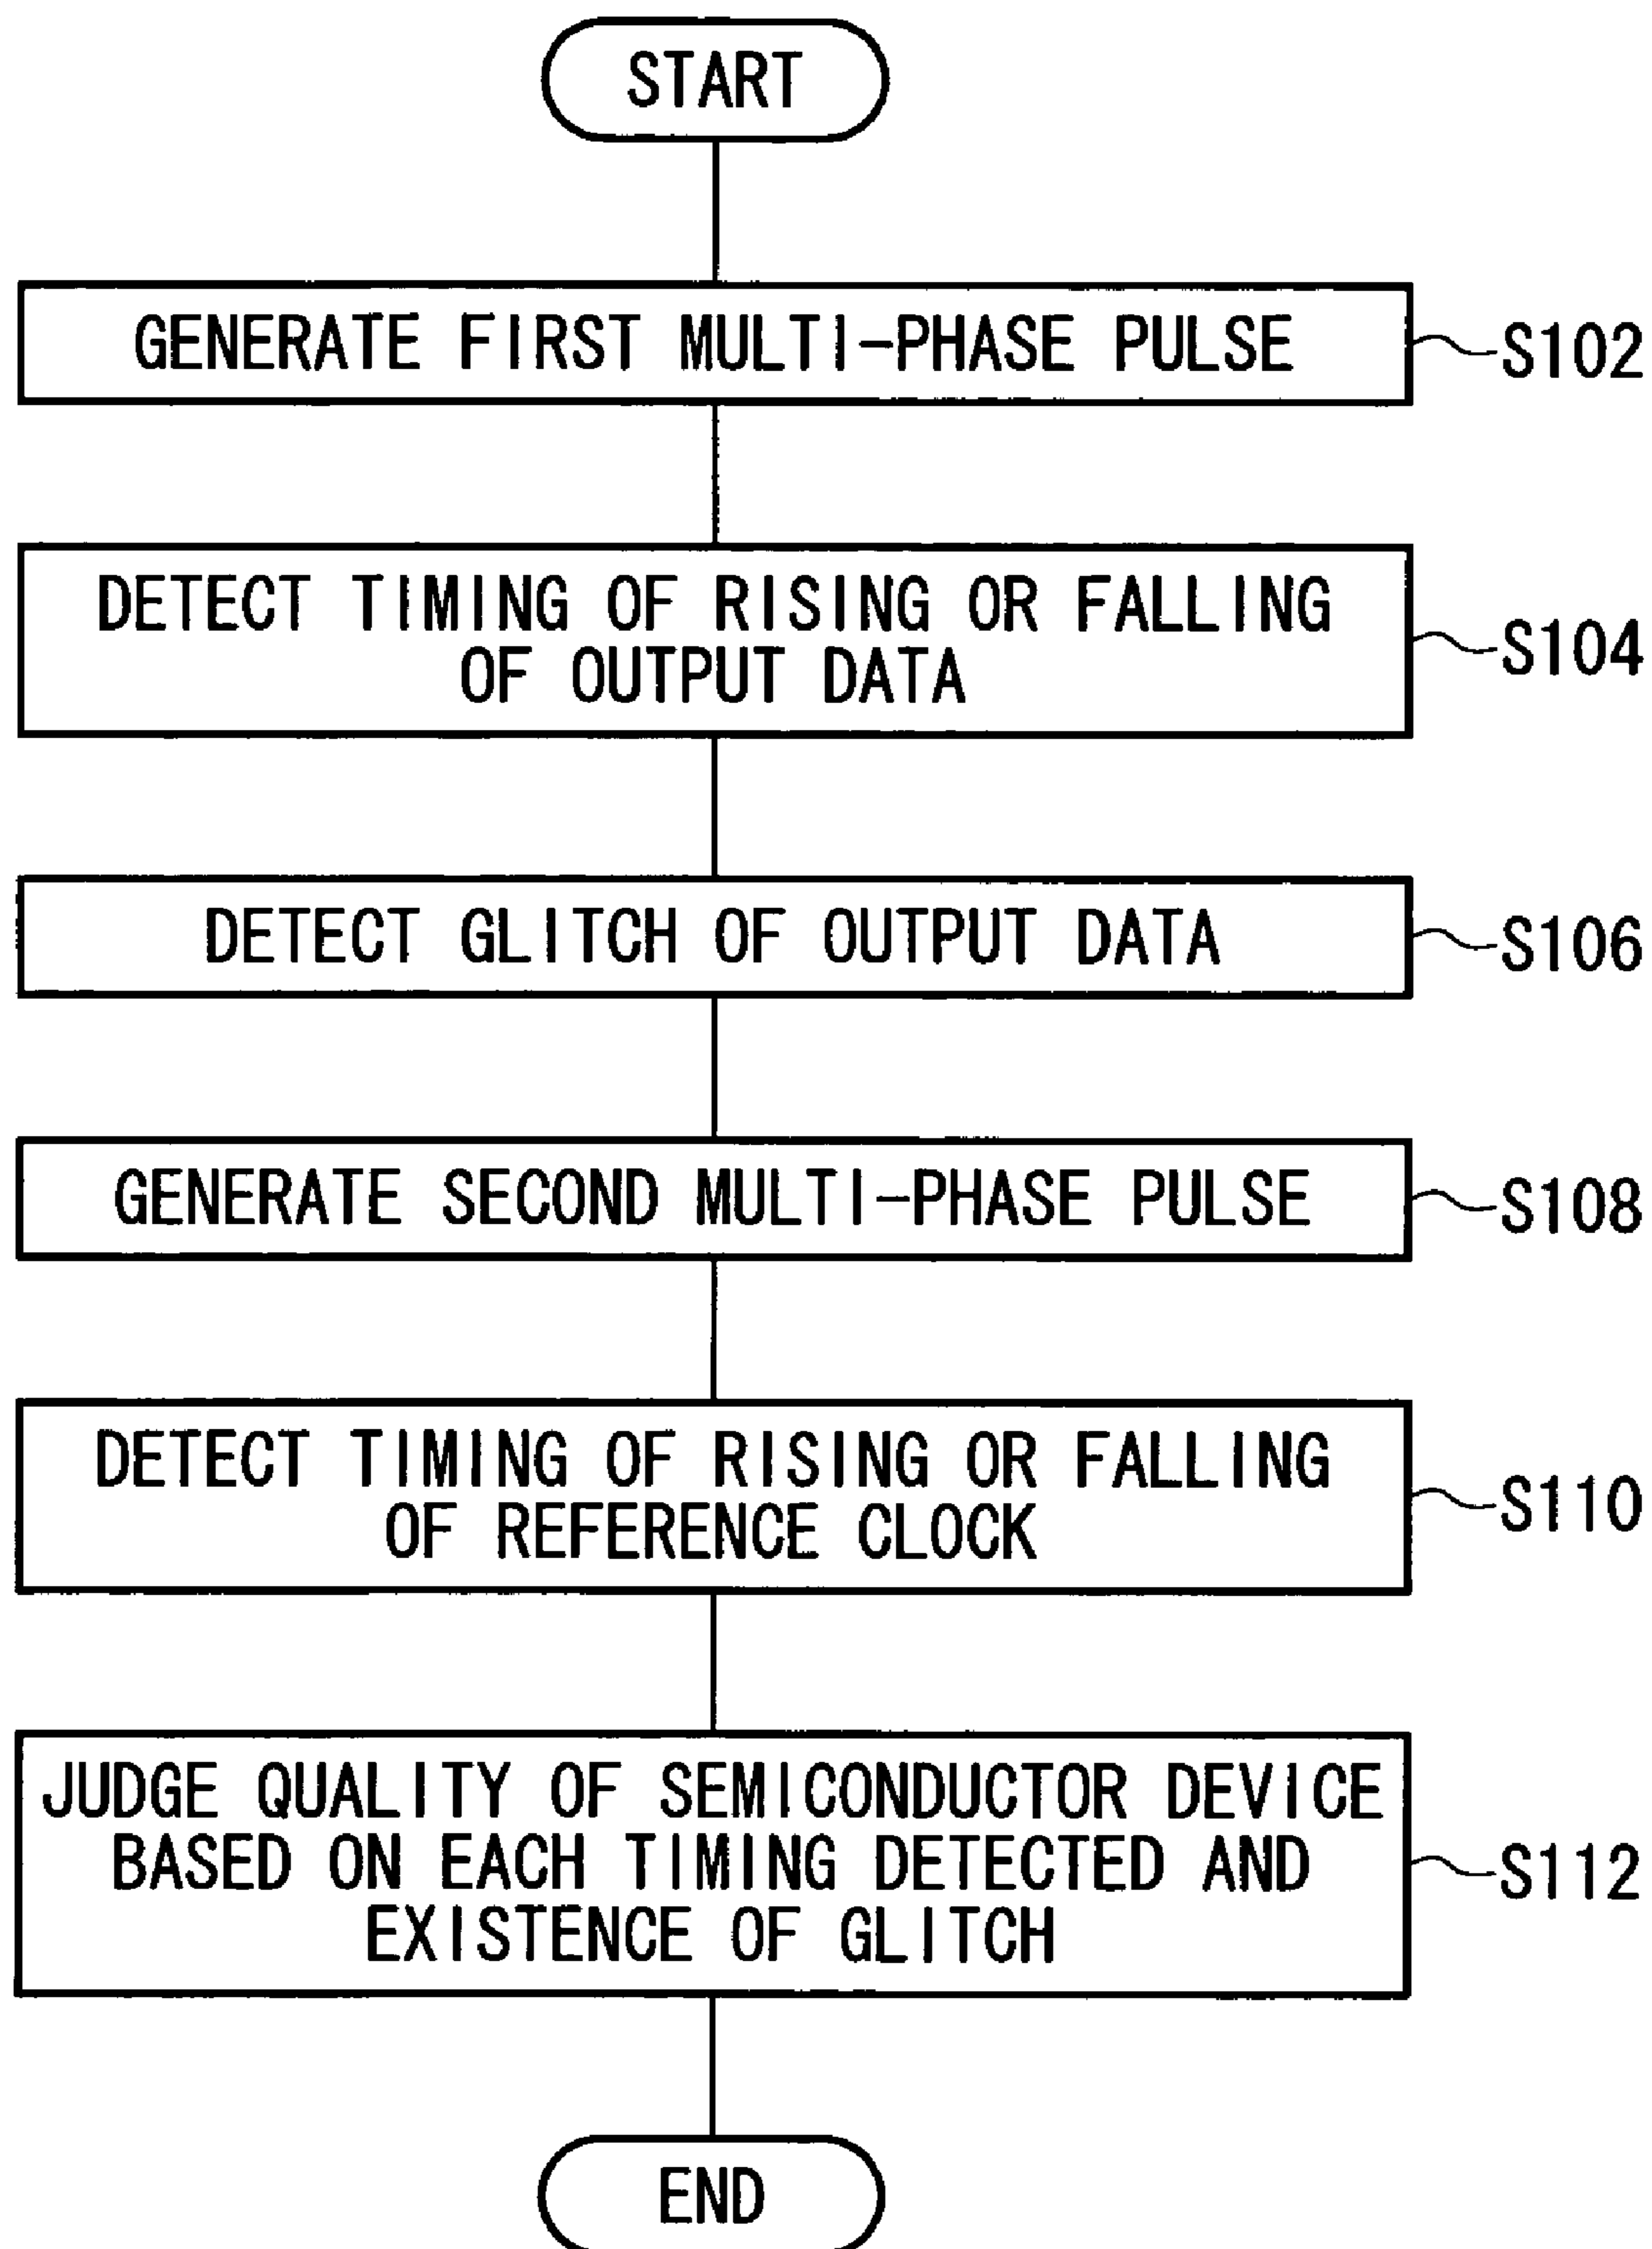 START
GENERATE FIRST MULTI-PHASE PULSE
S102
DETECT TIMING OF RISING OR FALLING
OF OUTPUT DATA
S104
DETECT GLITCH OF OUTPUT DATA
S106
GENERATE SECOND MULTI-PHASE PULSE
S108
DETECT TIMING OF RISING OR FALLING
OF REFERENCE CLOCK
S110
JUDGE QUALITY OF SEMICONDUCTOR DEVICE
BASED ON EACH TIMING DETECTED AND
EXISTENCE OF GLITCH
S112
END